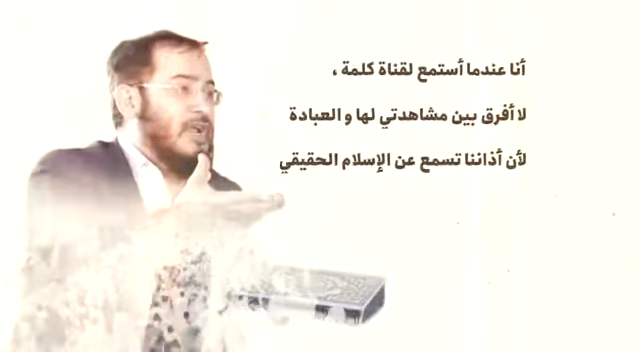 أنا عندما أستمع لقناة كلمة ،
لا أفرق بين مشاهدتي لها و العبادة
لأن أذاننا تسمع عن الإسلام الحقيقي